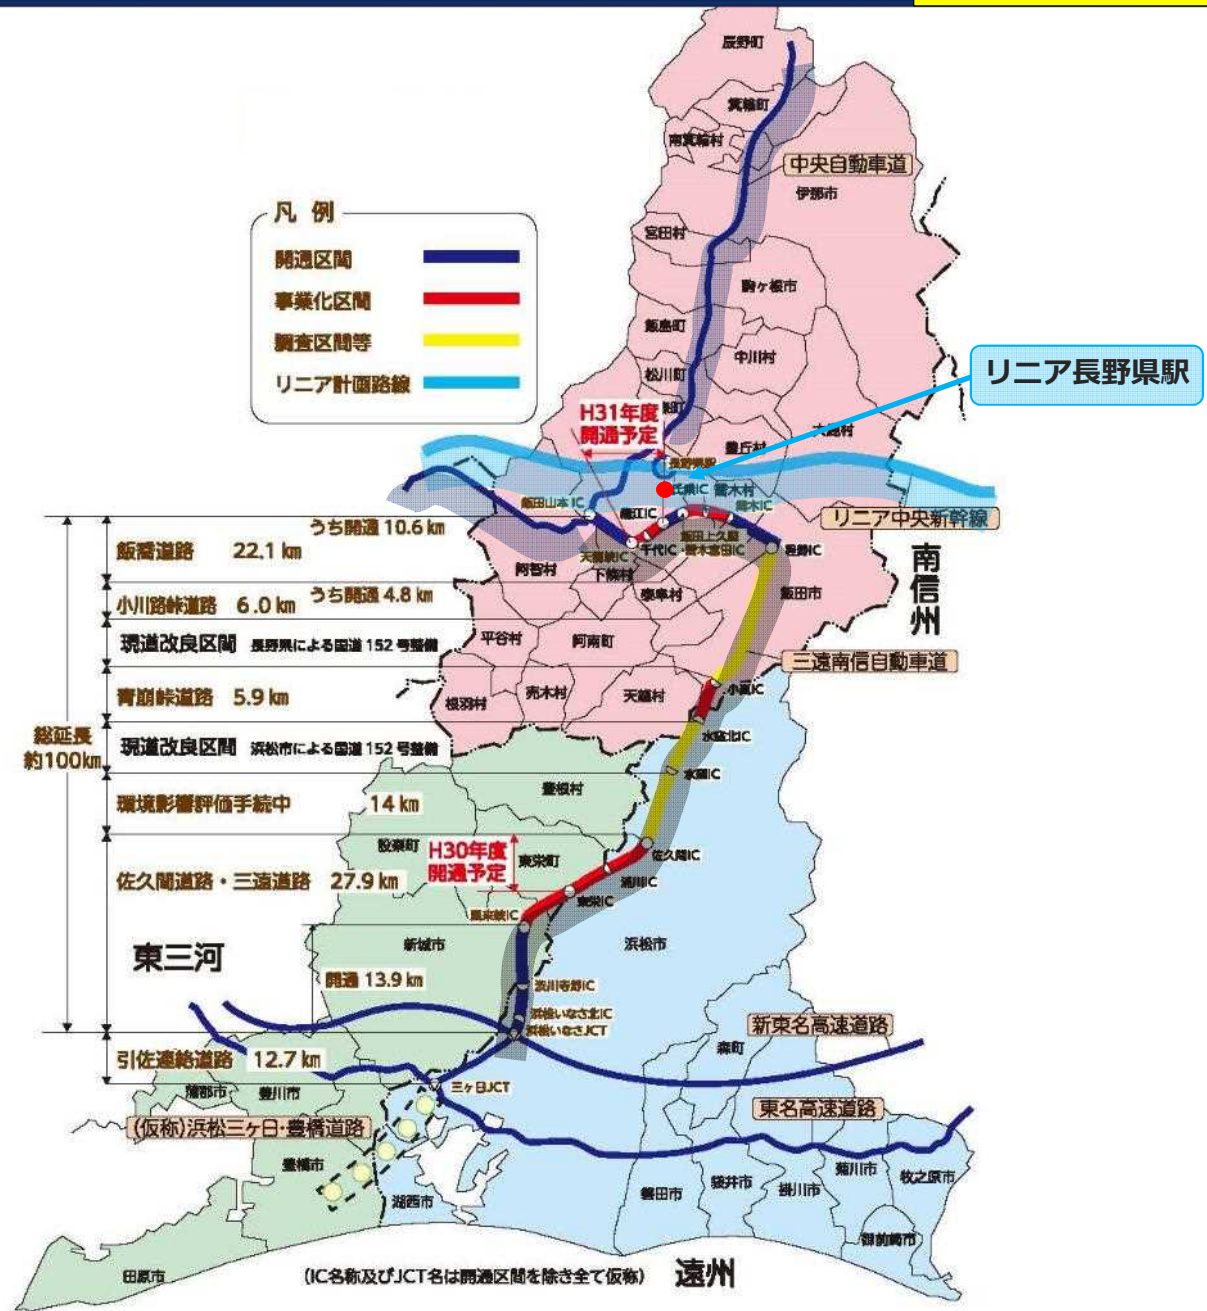 辰野町
箕輪町
南箕輪村
中央自動車道
伊那市
凡 例
開通区間
事業化区間
調査区間等
リニア計画路線
宮田村
駒ヶ根市
飯島町
中川村
松川町
リニア長野県駅
H31年度
開通予定
大鹿村
豊丘村
長野県駅
氏乗IC
喬木村
飯田山本IC
龍江IC
喬木IC
リニア中央新幹線
うち開通 10.6 km
飯喬道路 22.1 km
天龍峡IC
千代IC
飯田上久堅
・喬木富田IC
程野IC
阿智村
下條村
南信州
小川路峠道路 6.0 km
うち開通 4.8 km
泰阜村
飯田市
現道改良区間 長野県による国道 152 号整備
平谷村
阿南町
三遠南信自動車道
青崩峠道路 5.9 km
根羽村
売木村
天龍村
小嵐IC
総延長
約100km
現道改良区間 浜松市による国道 152 号整備
水窪北IC
水窪IC
環境影響評価手続中 14 km
豊根村
設楽町
H30年度
開通予定
東栄町
佐久間IC
佐久間道路・三遠道路 27.9 km
浦川IC
東栄IC
鳳来峡IC
東三河
新城市
浜松市
開通 13.9 km
渋川寺野IC
浜松いなさ北IC
浜松いなさJCT
新東名高速道路
森町
引佐連絡道路 12.7 km
三ヶ日JCT
蒲郡市
豊川市
東名高速道路
(仮称)浜松三ヶ日・豊橋道路
豊橋市
湖西市
磐田市
袋井市
掛川市
菊川市
牧之原市
御前崎市
田原市
(IC名称及びJCT名は開通区間を除き全て仮称)
遠州